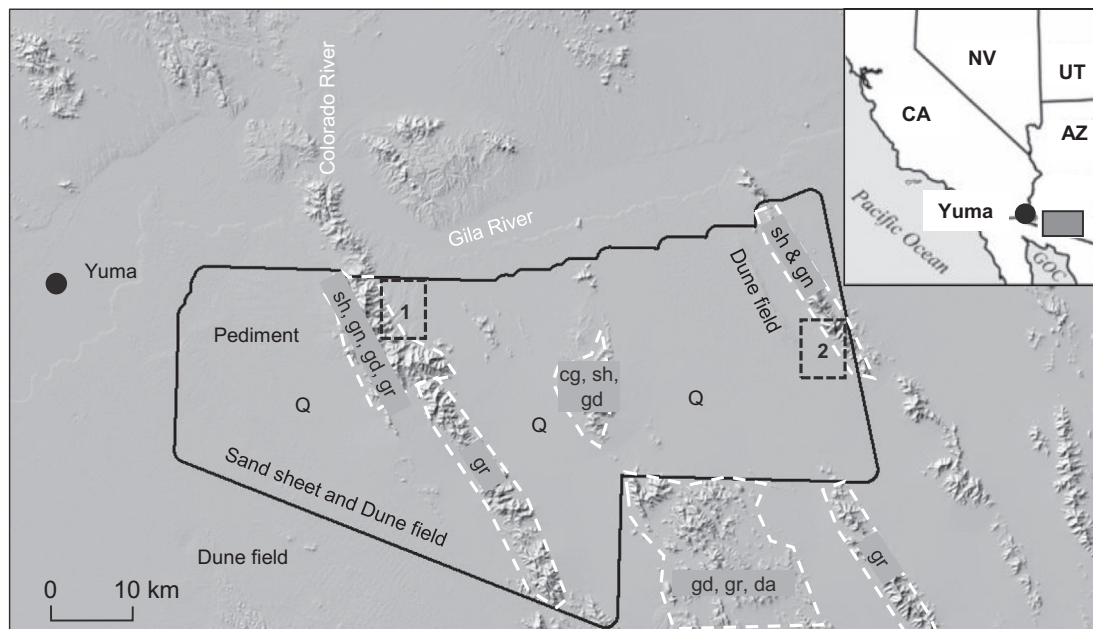 Colorado River
Gila River
Yuma
Pediment
Q
sh, gn, gd, gr
1
gr
Sand sheet and Dune field
Dune field
0
10 km
cg, sh,
gd
Q
Q
sh & gn
Dune field
2
gd, gr, da
gr
NV
UT
CA
AZ
Yuma
Pacific Ocean
GOC